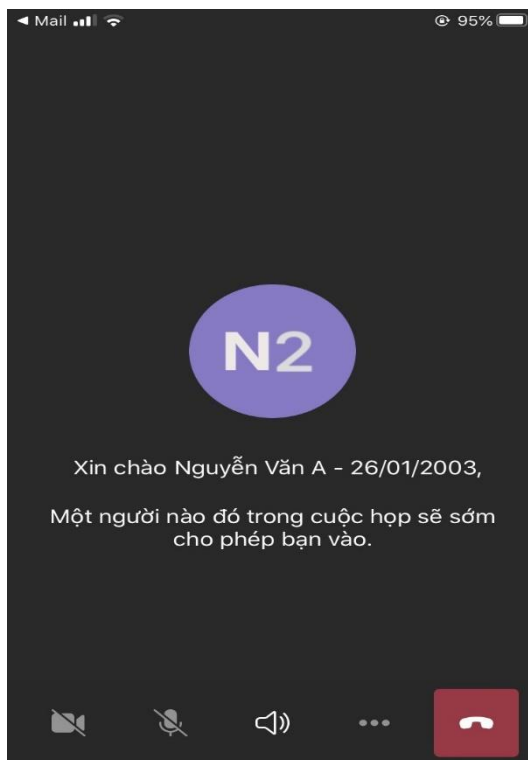 Mail 95%
N2
Xin chào Nguyễn Văn A - 26/01/2003,
Một người nào đó trong cuộc họp sẽ sớm
cho phép bạn vào.